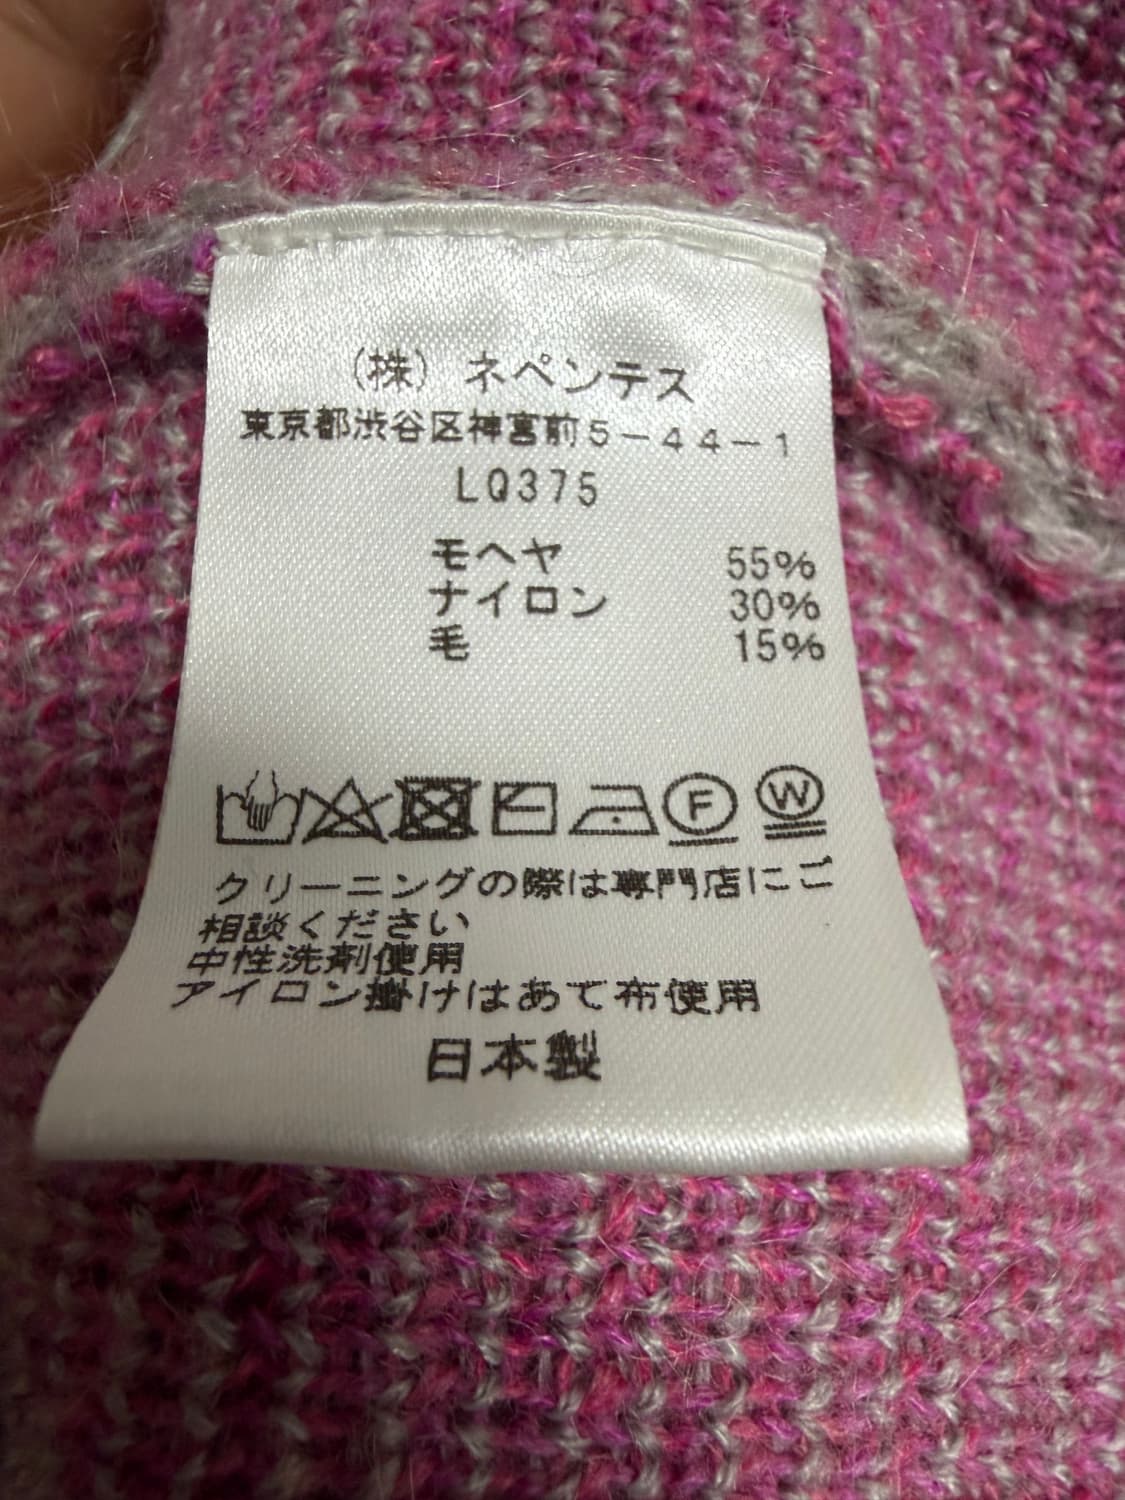 (株) ネペンテス
東京都渋谷区神宮前5-44-1
LQ375
モヘヤ 55%
ナイロン 30%
毛 15%
F W
クリーニングの際は専門店にご
相談ください
中性洗剤使用
アイロン掛けはあて布使用
日本製